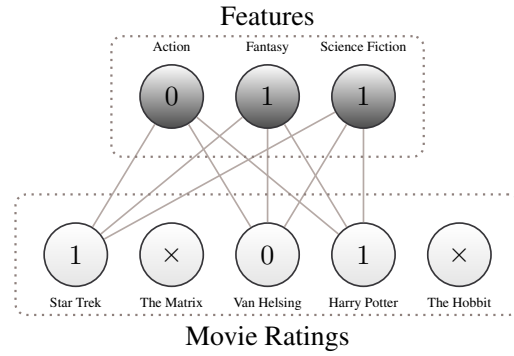 Features
Action Fantasy Science Fiction
0 1 1
1 × 0 1 ×
Star Trek The Matrix Van Helsing Harry Potter The Hobbit
Movie Ratings